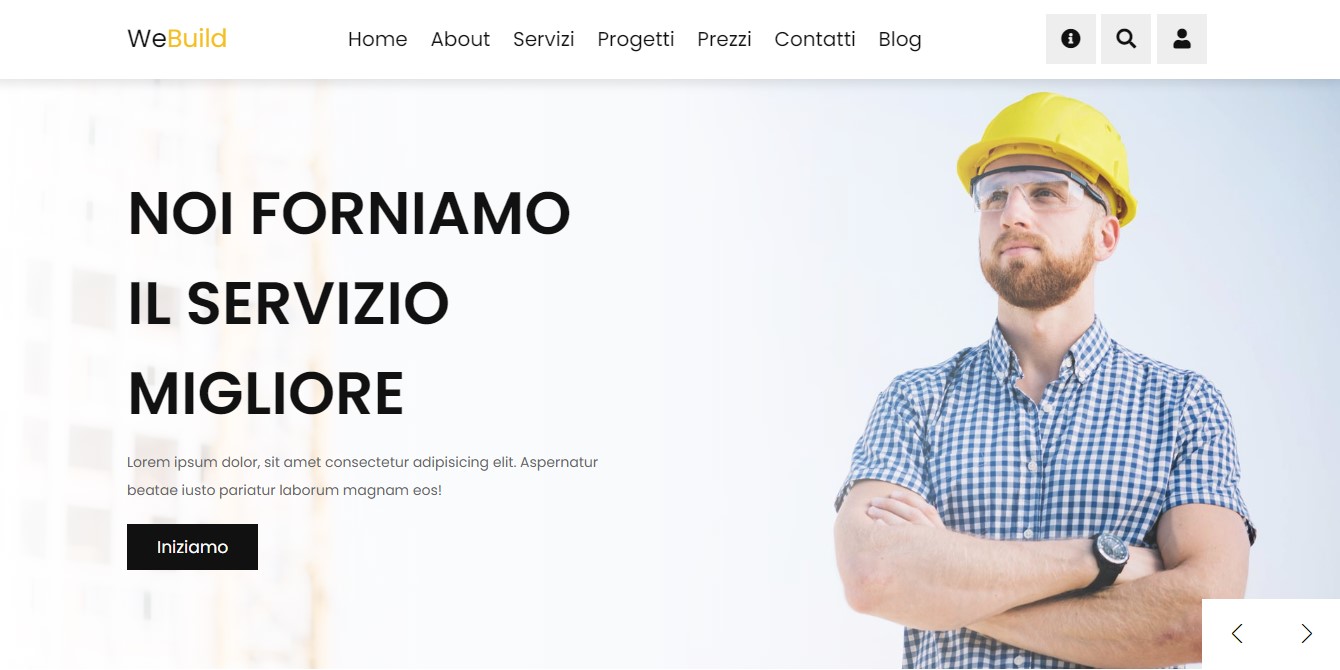 WeBuild
Home About Servizi Progetti Prezzi Contatti Blog
NOI FORNIAMO
IL SERVIZIO
MIGLIORE
Lorem ipsum dolor, sit amet consectetur adipisicing elit. Aspernatur
beatae iusto pariatur laborum magnam eos!
Iniziamo